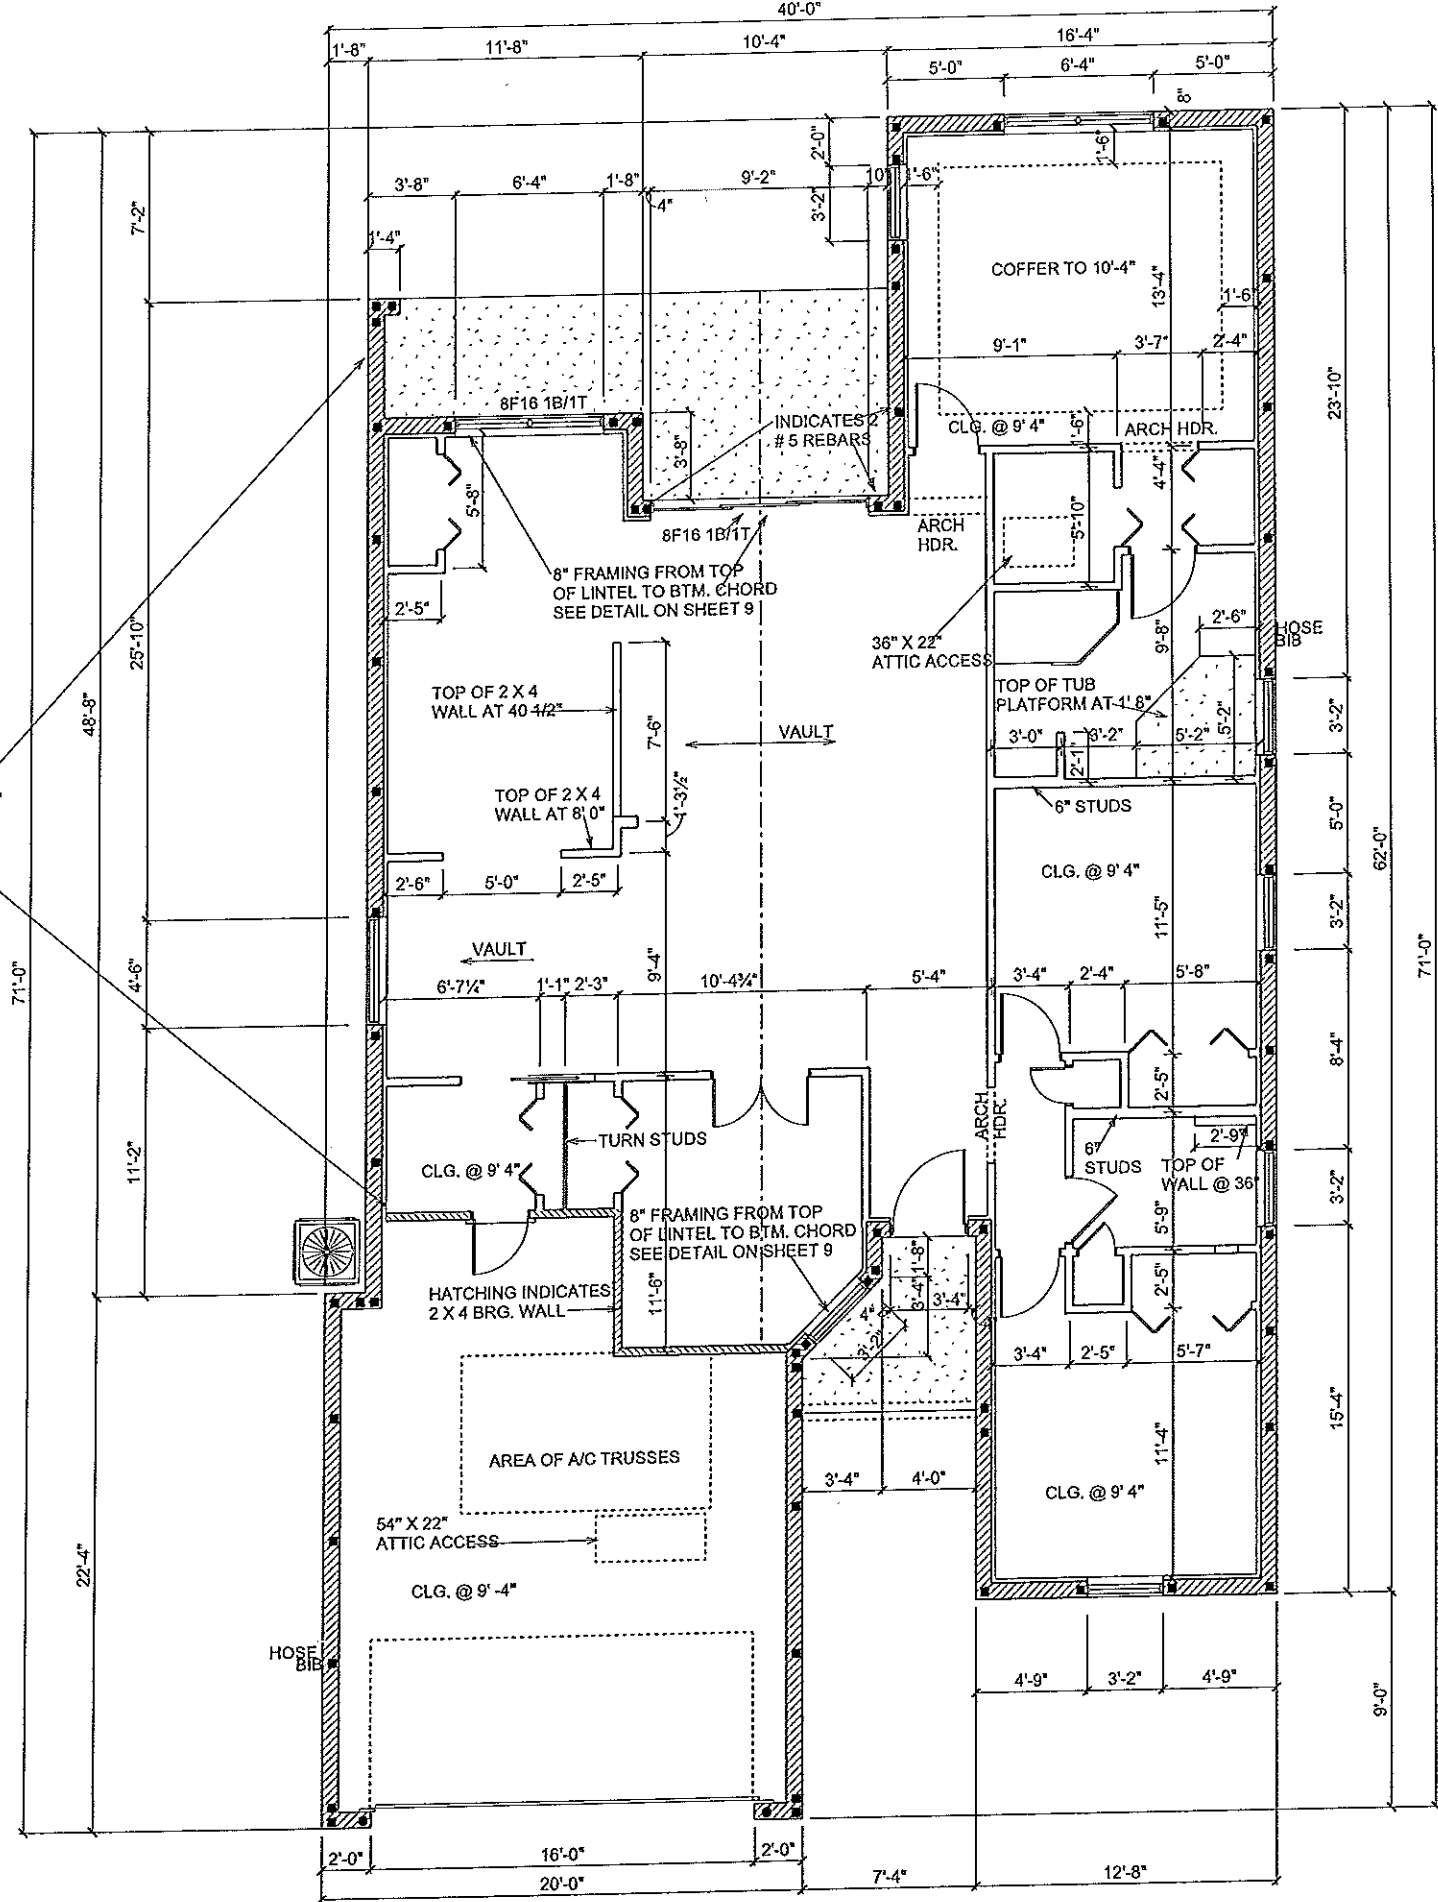 40'-0"
1'-8"
11'-8"
10'-4"
16'-4"
5'-0"
6'-4"
5'-0"
8"
2'-0"
1'-6"
3'-8"
6'-4"
1'-8"
9'-2"
10"
1'-6"
4"
3'-2"
7'-2"
1'-4"
COFFER TO 10'-4"
13'-4"
1'-6"
9'-1"
3'-7"
2'-4"
23'-10"
8F16 1B/1T
INDICATES 2
# 5 REBARS
CLG. @ 9' 4"
1'-6"
ARCH HDR.
3'-8"
4'-4"
5'-8"
8F16 1B/1T
ARCH
HDR.
5'-10"
8" FRAMING FROM TOP
OF LINTEL TO BTM. CHORD
SEE DETAIL ON SHEET 9
2'-5"
25'-10"
36" X 22"
ATTIC ACCESS
9'-8"
2'-6"
HOSE
BIB
TOP OF 2 X 4
WALL AT 40 1/2"
TOP OF TUB
PLATFORM AT 1' 8"
48'-8"
7'-6"
VAULT
3'-0"
3'-2"
5'-2"
5'-2"
3'-2"
2'-1"
TOP OF 2 X 4
WALL AT 8' 0"
1'-3½"
6" STUDS
5'-0"
62'-0"
CLG. @ 9' 4"
2'-6"
5'-0"
2'-5"
11'-5"
3'-2"
VAULT
9'-4"
71'-0"
4'-6"
71'-0"
6'-7¼"
1'-1"
2'-3"
10'-4¾"
5'-4"
3'-4"
2'-4"
5'-8"
8'-4"
2'-5"
ARCH
HDR.
11'-2"
TURN STUDS
CLG. @ 9' 4"
6"
STUDS
2'-9"
TOP OF
WALL @ 36"
3'-2"
8" FRAMING FROM TOP
OF LINTEL TO BTM. CHORD
SEE DETAIL ON SHEET 9
5'-9"
1'-8"
2'-5"
HATCHING INDICATES
2 X 4 BRG. WALL
11'-6"
3'-4"
3'-4"
4"
3'-2"
3'-4"
2'-5"
5'-7"
15'-4"
AREA OF A/C TRUSSES
11'-4"
3'-4"
4'-0"
CLG. @ 9' 4"
54" X 22"
ATTIC ACCESS
22'-4"
CLG. @ 9' -4"
HOSE
BIB
4'-9"
3'-2"
4'-9"
9'-0"
2'-0"
16'-0"
2'-0"
20'-0"
7'-4"
12'-8"